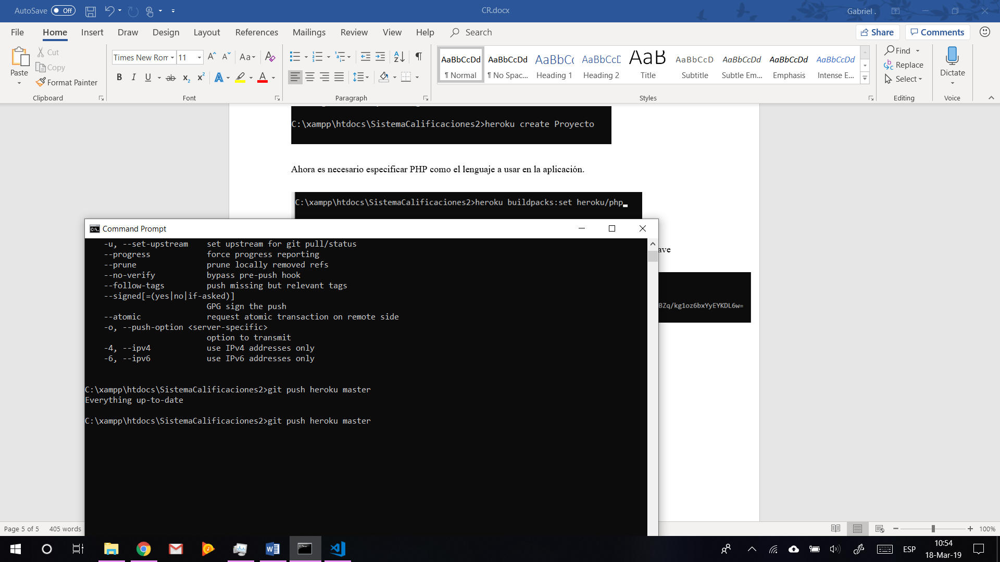 AutoSave Off
CR.docx
Gabriel .
File Home Insert Draw Design Layout References Mailings Review View Help Search
Share Comments
Paste
Cut
Copy
Format Painter
Clipboard
Times New Ron 11
Font
Paragraph
AaBbCcDd
¶ Normal
AaBbCcDd
¶ No Spac...
AaBbCc
Heading 1
AaBbCcD
Heading 2
AaB
Title
AaBbCcD
Subtitle
AaBbCcDd
Subtle Em...
AaBbCcDd
Emphasis
AaBbCcDd
Intense E...
Styles
Find
Replace
Select
Editing
Dictate
Voice
C:\xampp\htdocs\SistemaCalificaciones2>heroku create Proyecto
Ahora es necesario especificar PHP como el lenguaje a usar en la aplicación.
C:\xampp\htdocs\SistemaCalificaciones2>heroku buildpacks:set heroku/php
ave
BZq/kg1oz6bxYyEYKDL6w=
Command Prompt
-u, --set-upstream set upstream for git pull/status
--progress force progress reporting
--prune prune locally removed refs
--no-verify bypass pre-push hook
--follow-tags push missing but relevant tags
--signed[=(yes|no|if-asked)]
GPG sign the push
--atomic request atomic transaction on remote side
-o, --push-option <server-specific>
option to transmit
-4, --ipv4 use IPv4 addresses only
-6, --ipv6 use IPv6 addresses only
C:\xampp\htdocs\SistemaCalificaciones2>git push heroku master
Everything up-to-date
C:\xampp\htdocs\SistemaCalificaciones2>git push heroku master
Page 5 of 5 405 words
100%
ESP
10:54
18-Mar-19